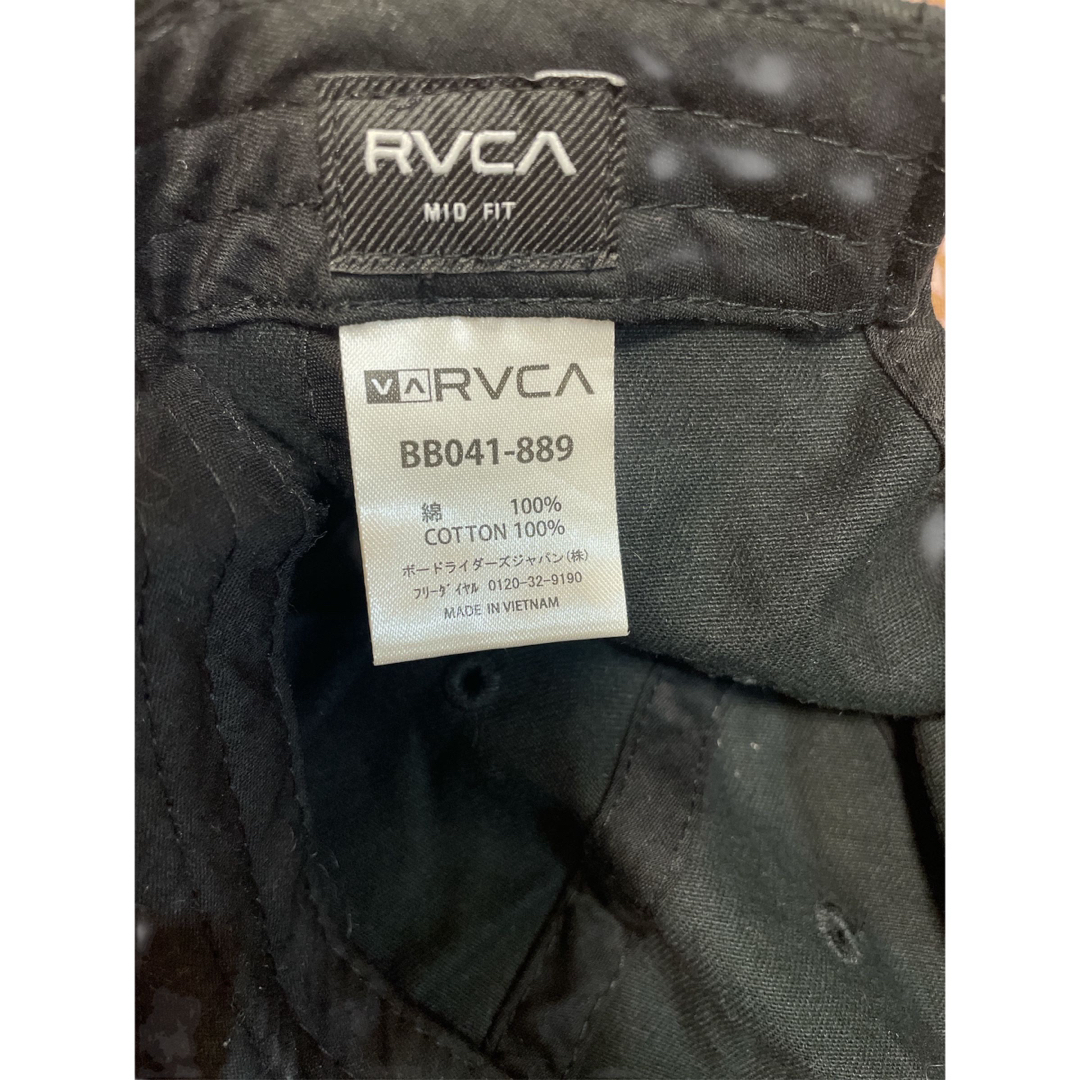 RVCA
MID FIT
VA RVCA
BB041-889
綿 100%
COTTON 100%
ボードライダーズジャパン(株)
フリーダイヤル 0120-32-9190
MADE IN VIETNAM